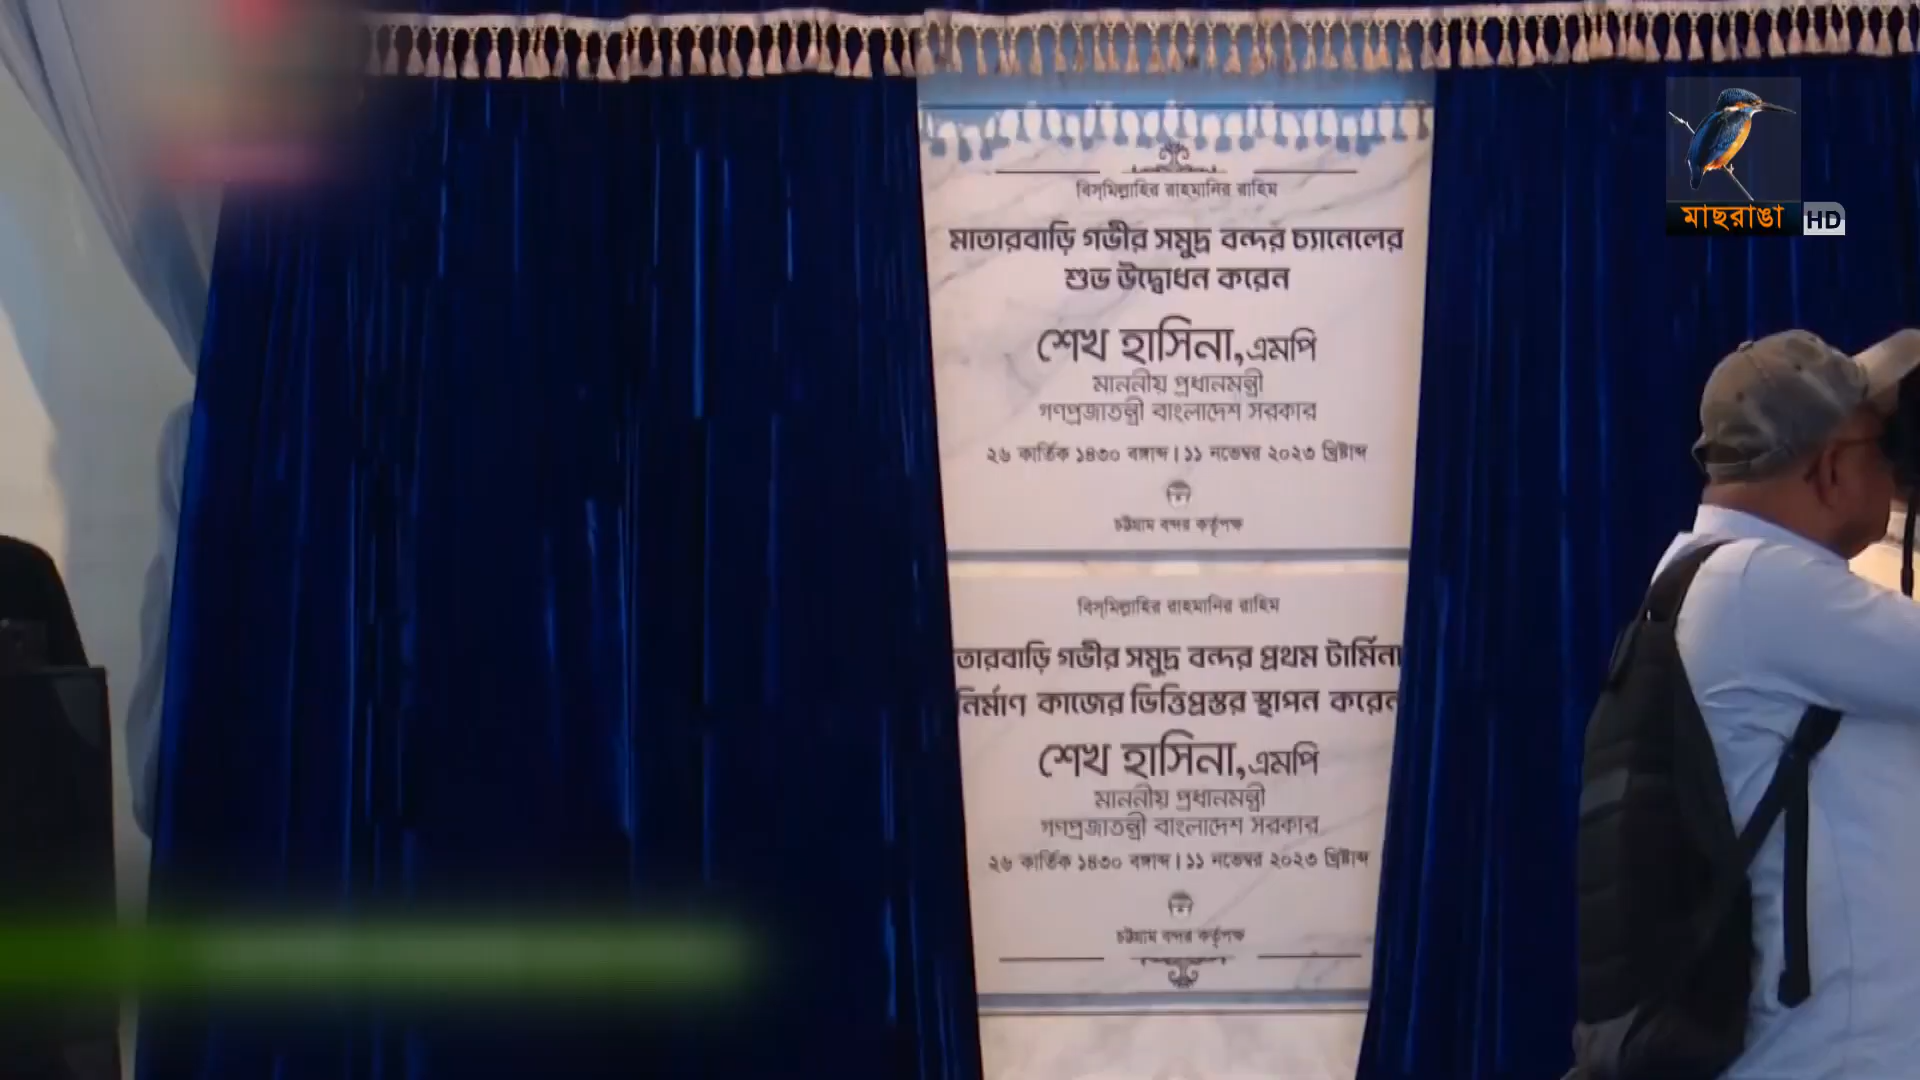 বিস্‌মিল্লাহির রাহমানির রাহিম
মাতারবাড়ি গভীর সমুদ্র বন্দর চ্যানেলের
শুভ উদ্বোধন করেন
শেখ হাসিনা, এমপি
মাননীয় প্রধানমন্ত্রী
গণপ্রজাতন্ত্রী বাংলাদেশ সরকার
২৬ কার্তিক ১৪৩০ বঙ্গাব্দ। ১১ নভেম্বর ২০২৩ খ্রিষ্টাব্দ
চট্টগ্রাম বন্দর কর্তৃপক্ষ
বিস্‌মিল্লাহির রাহমানির রাহিম
তারবাড়ি গভীর সমুদ্র বন্দর প্রথম টার্মিনা
নির্মাণ কাজের ভিত্তিপ্রস্তর স্থাপন করেন
শেখ হাসিনা, এমপি
মাননীয় প্রধানমন্ত্রী
গণপ্রজাতন্ত্রী বাংলাদেশ সরকার
২৬ কার্তিক ১৪৩০ বঙ্গাব্দ। ১১ নভেম্বর ২০২৩ খ্রিষ্টাব্দ
চট্টগ্রাম বন্দর কর্তৃপক্ষ
মাছরাঙা HD